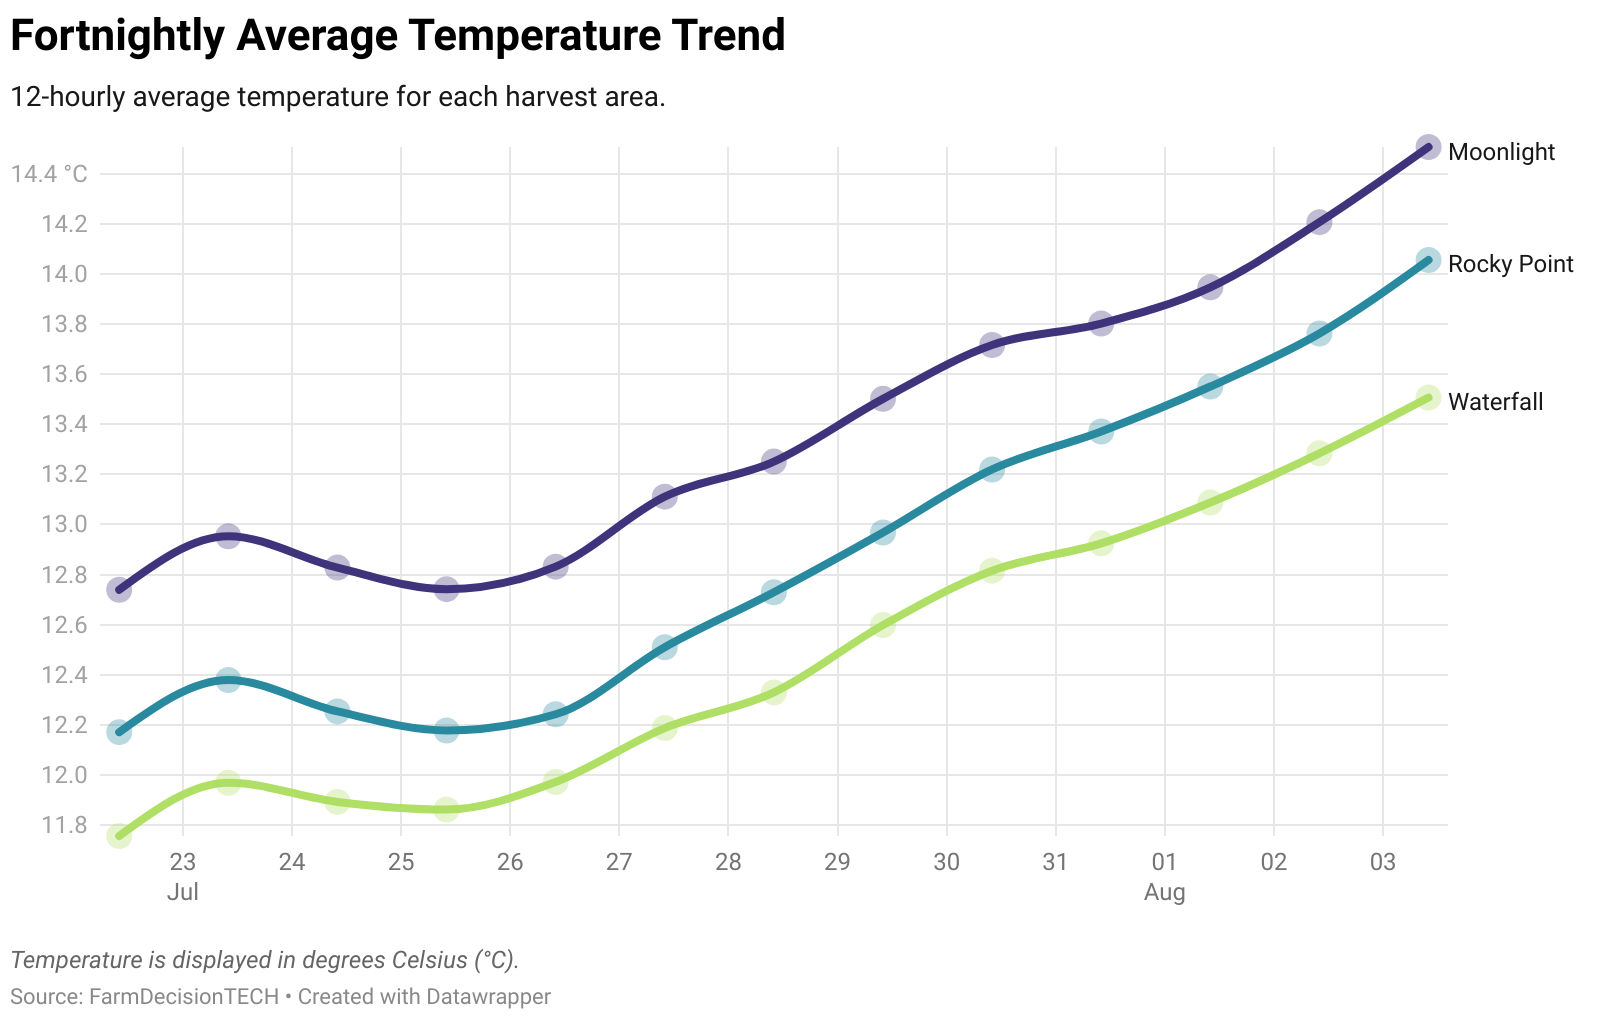 Fortnightly Average Temperature Trend
12-hourly average temperature for each harvest area.
14.4 °C
14.2
14.0
13.8
13.6
13.4
13.2
13.0
12.8
12.6
12.4
12.2
12.0
11.8
Moonlight
Rocky Point
Waterfall
23 24 25 26 27 28 29 30 31 01 02 03
Jul Aug
Temperature is displayed in degrees Celsius (°C).
Source: FarmDecisionTECH • Created with Datawrapper